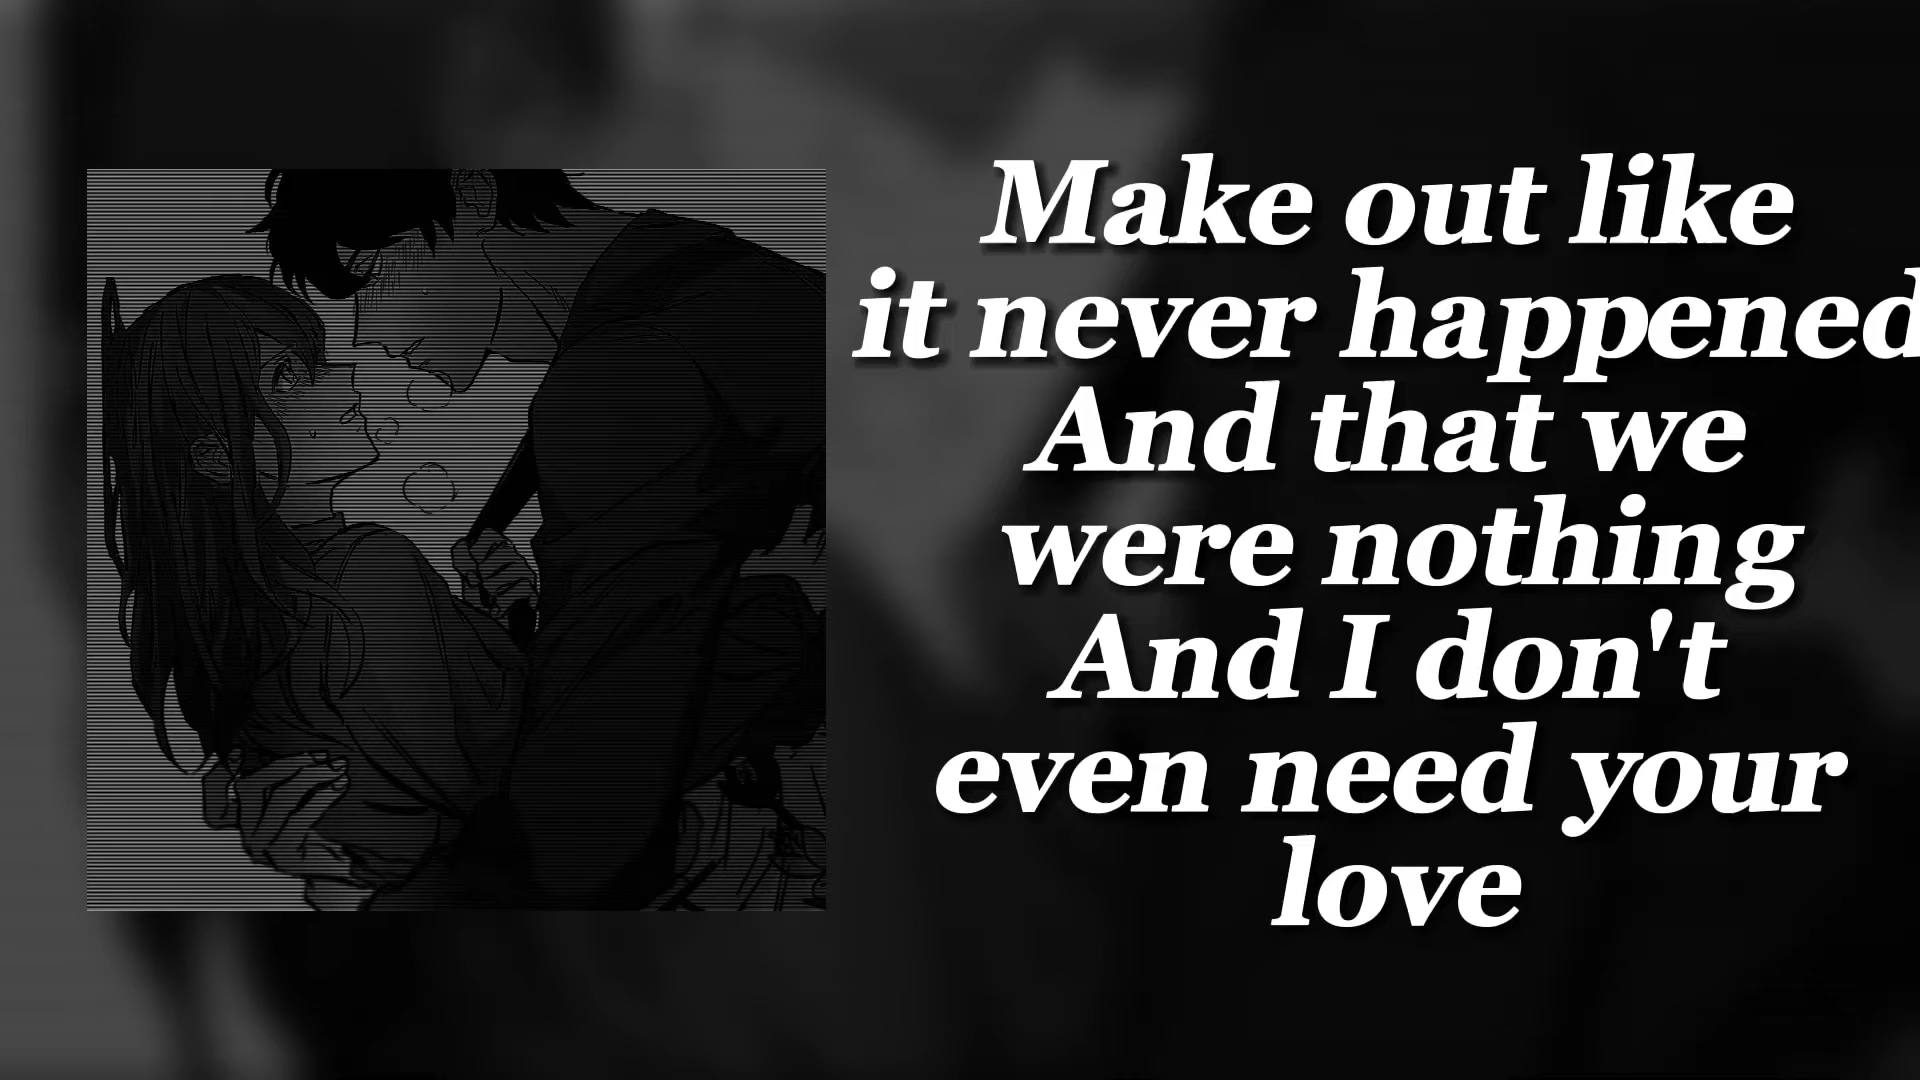 Make out like
it never happened
And that we
were nothing
And I don't
even need your
love